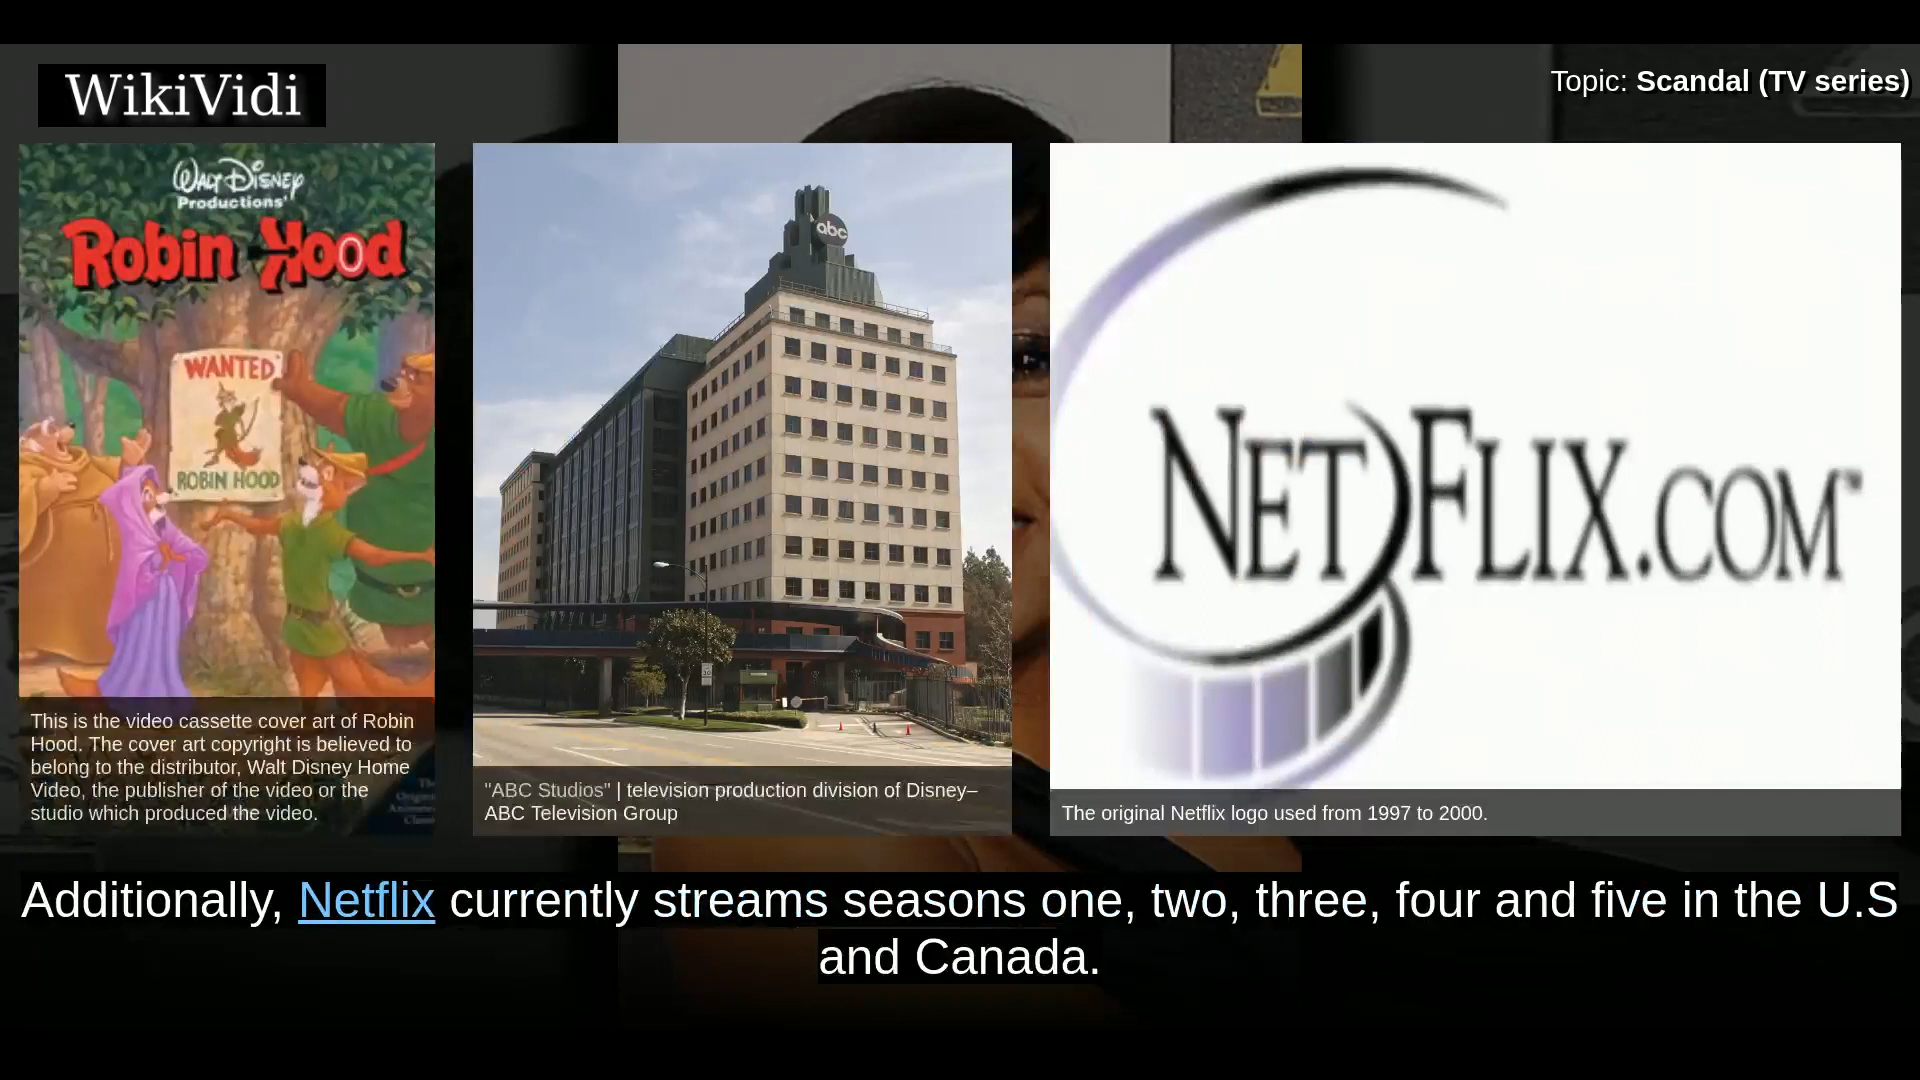 WikiVidi
Topic: Scandal (TV series)
WALT DISNEY
Productions'
Robin Hood
WANTED
ROBIN HOOD
This is the video cassette cover art of Robin
Hood. The cover art copyright is believed to
belong to the distributor, Walt Disney Home
Video, the publisher of the video or the
studio which produced the video.
abc
"ABC Studios" | television production division of Disney–
ABC Television Group
NETFLIX.COM™
The original Netflix logo used from 1997 to 2000.
Additionally, Netflix currently streams seasons one, two, three, four and five in the U.S
and Canada.